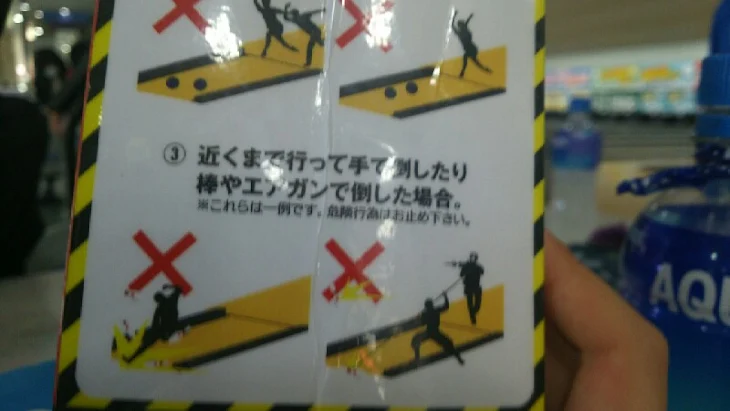 ③ 近くまで行って手で倒したり
棒やエアガンで倒した場合。
※これらは一例です。危険行為はお止め下さい。
AQU